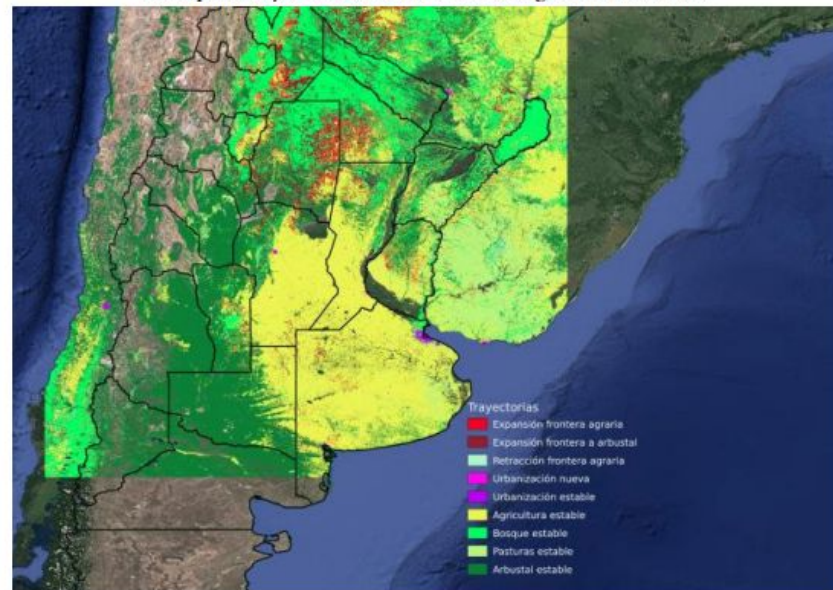 Trayectorias
Expansión frontera agraria
Expansión frontera a arbustal
Retracción frontera agraria
Urbanización nueva
Urbanización estable
Agricultura estable
Bosque estable
Pasturas estable
Arbustal estable